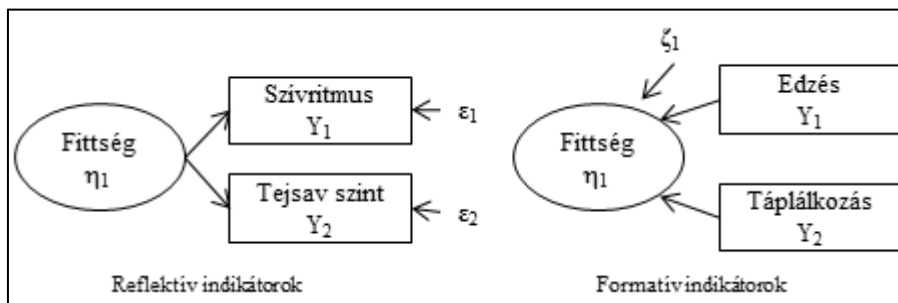 Fittség
η1
Szívritmus
Y1
ε1
Tejsav szint
Y2
ε2
Reflektív indikátorok
ζ1
Fittség
η1
Edzés
Y1
Táplálkozás
Y2
Formatív indikátorok